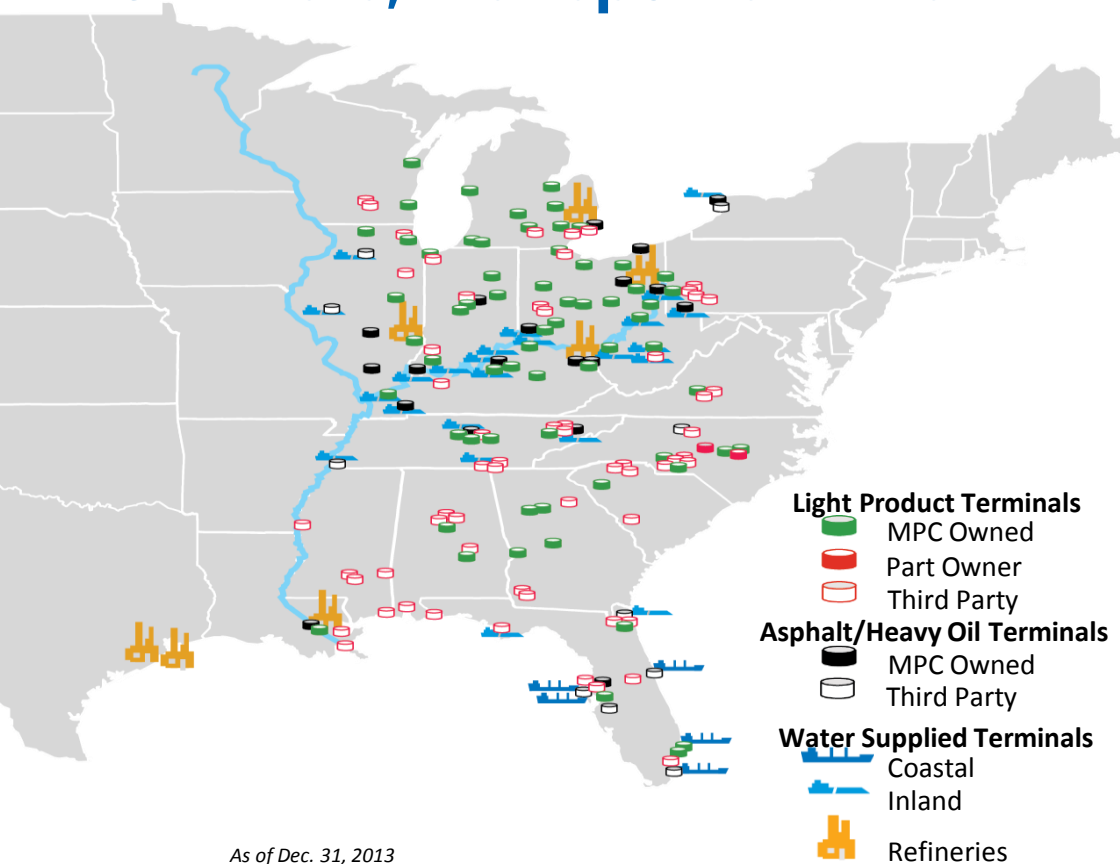 Light Product Terminals
MPC Owned
Part Owner
Third Party
Asphalt/Heavy Oil Terminals
MPC Owned
Third Party
Water Supplied Terminals
Coastal
Inland
Refineries
As of Dec. 31, 2013